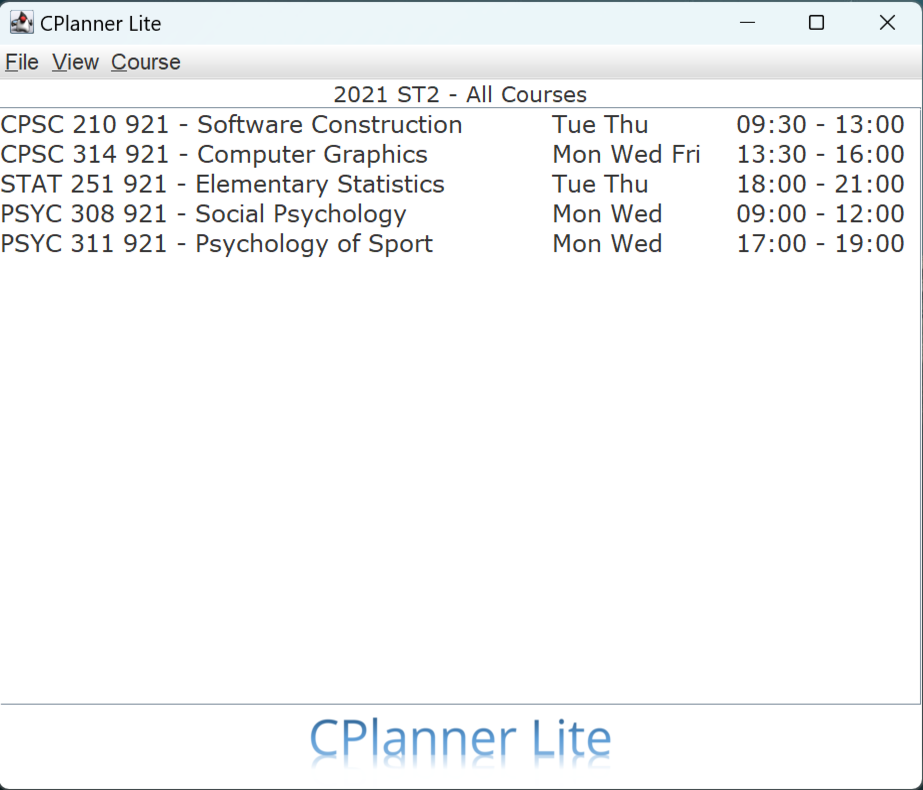 CPlanner Lite
File View Course
2021 ST2 - All Courses
CPSC 210 921 - Software Construction Tue Thu 09:30 - 13:00
CPSC 314 921 - Computer Graphics Mon Wed Fri 13:30 - 16:00
STAT 251 921 - Elementary Statistics Tue Thu 18:00 - 21:00
PSYC 308 921 - Social Psychology Mon Wed 09:00 - 12:00
PSYC 311 921 - Psychology of Sport Mon Wed 17:00 - 19:00
CPlanner Lite